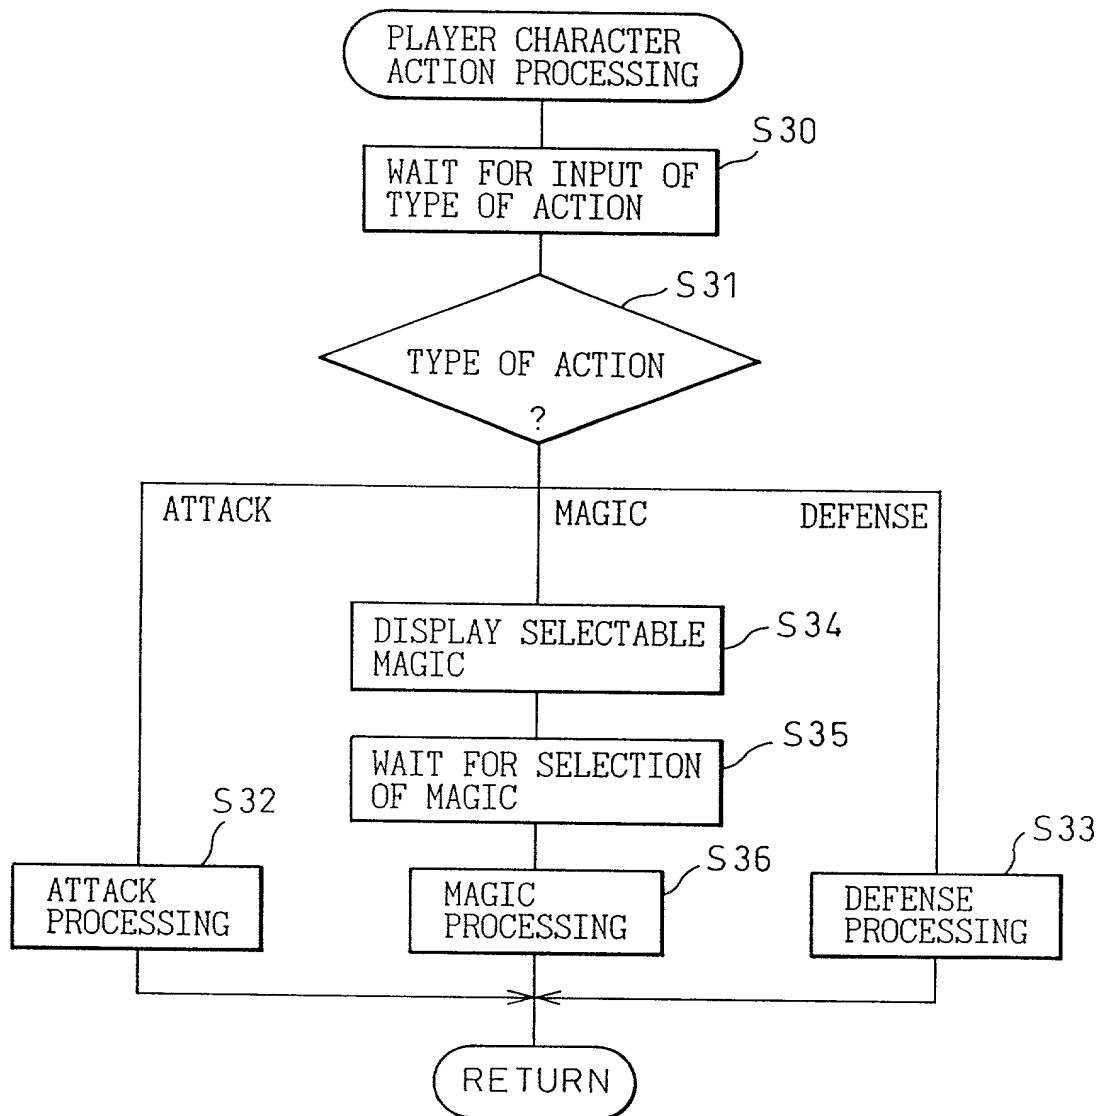 PLAYER CHARACTER
ACTION PROCESSING
S30
WAIT FOR INPUT OF
TYPE OF ACTION
S31
TYPE OF ACTION
?
ATTACK
MAGIC
DEFENSE
DISPLAY SELECTABLE
MAGIC
S34
WAIT FOR SELECTION
OF MAGIC
S35
S32
ATTACK
PROCESSING
S36
MAGIC
PROCESSING
S33
DEFENSE
PROCESSING
RETURN